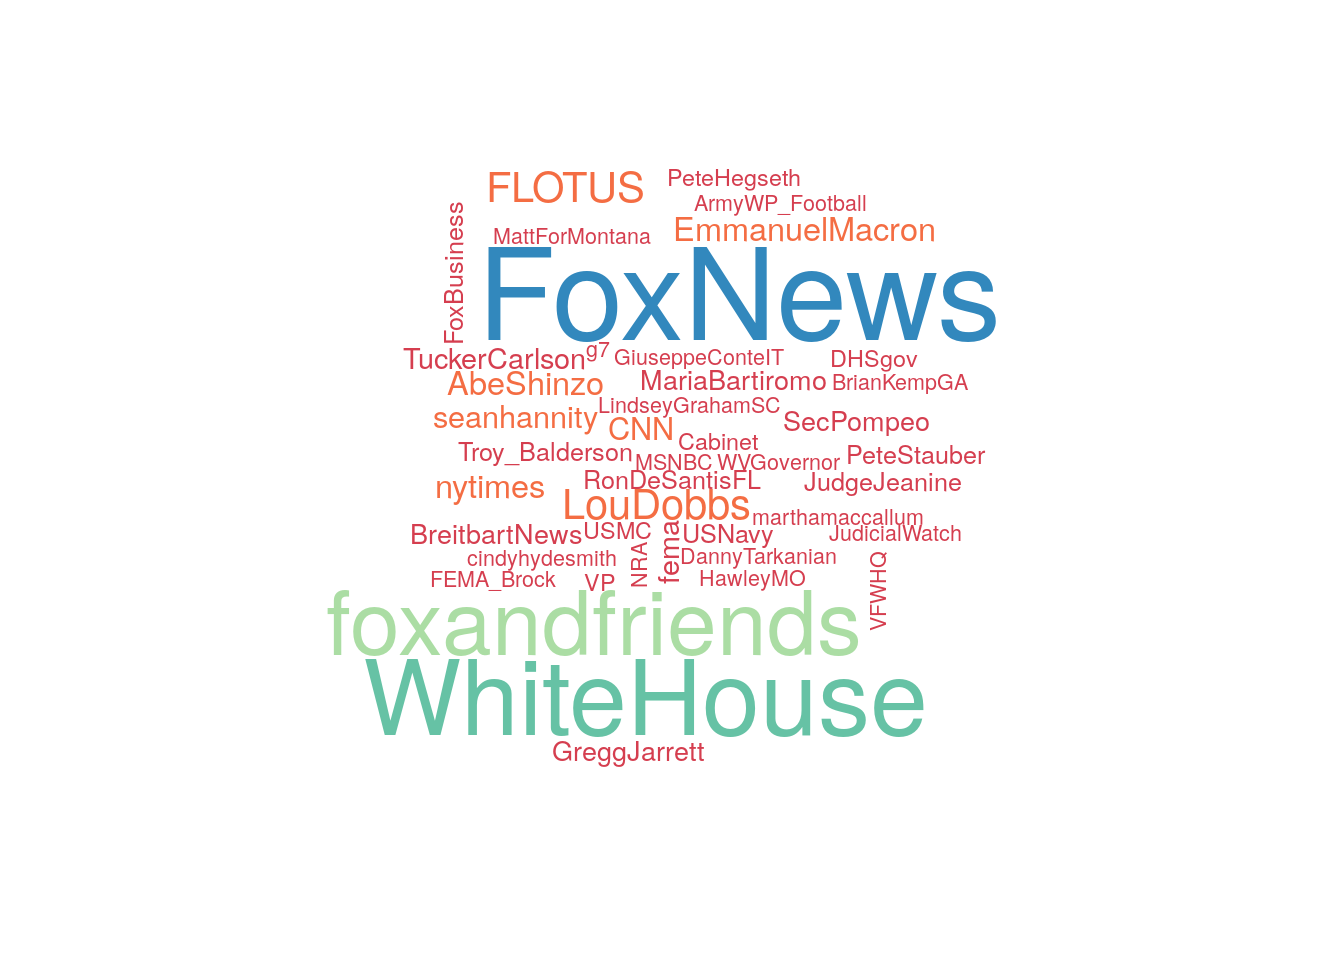 FLOTUS
PeteHegseth
ArmyWP_Football
EmmanuelMacron
MattForMontana
FoxBusiness
FoxNews
TuckerCarlson
g7
GiuseppeConteIT
DHSgov
AbeShinzo
MariaBartiromo
BrianKempGA
LindseyGrahamSC
seanhannity
CNN
SecPompeo
Cabinet
Troy_Balderson
MSNBC
WVGovernor
PeteStauber
RonDeSantisFL
JudgeJeanine
nytimes
LouDobbs
marthamaccallum
BreitbartNews
USMC
USNavy
JudicialWatch
NRA
fema
cindyhydesmith
DannyTarkanian
FEMA_Brock
VP
HawleyMO
VFWHQ
foxandfriends
WhiteHouse
GreggJarrett